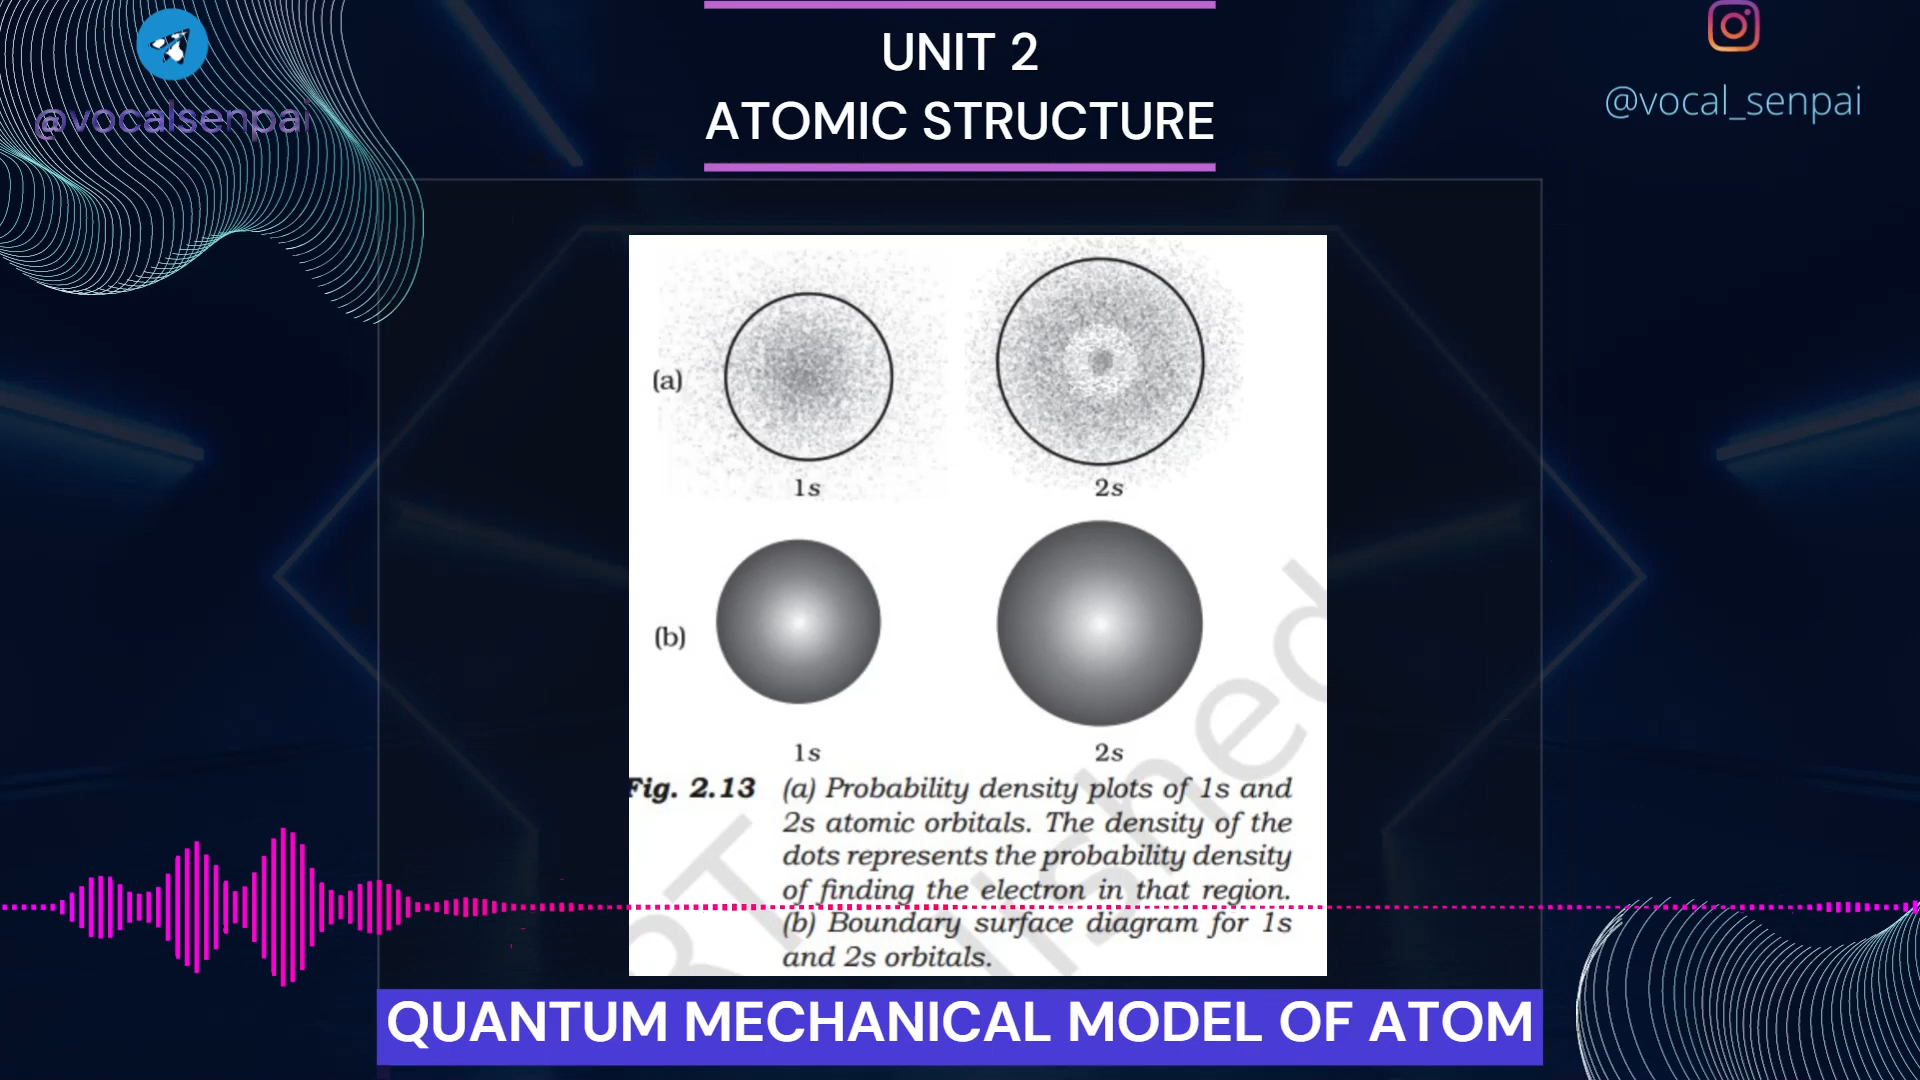 UNIT 2
ATOMIC STRUCTURE
@vocalsenpai
@vocal_senpai
(a)
1s
2s
(b)
1s
2s
Fig. 2.13 (a) Probability density plots of 1s and
2s atomic orbitals. The density of the
dots represents the probability density
of finding the electron in that region.
(b) Boundary surface diagram for 1s
and 2s orbitals.
QUANTUM MECHANICAL MODEL OF ATOM